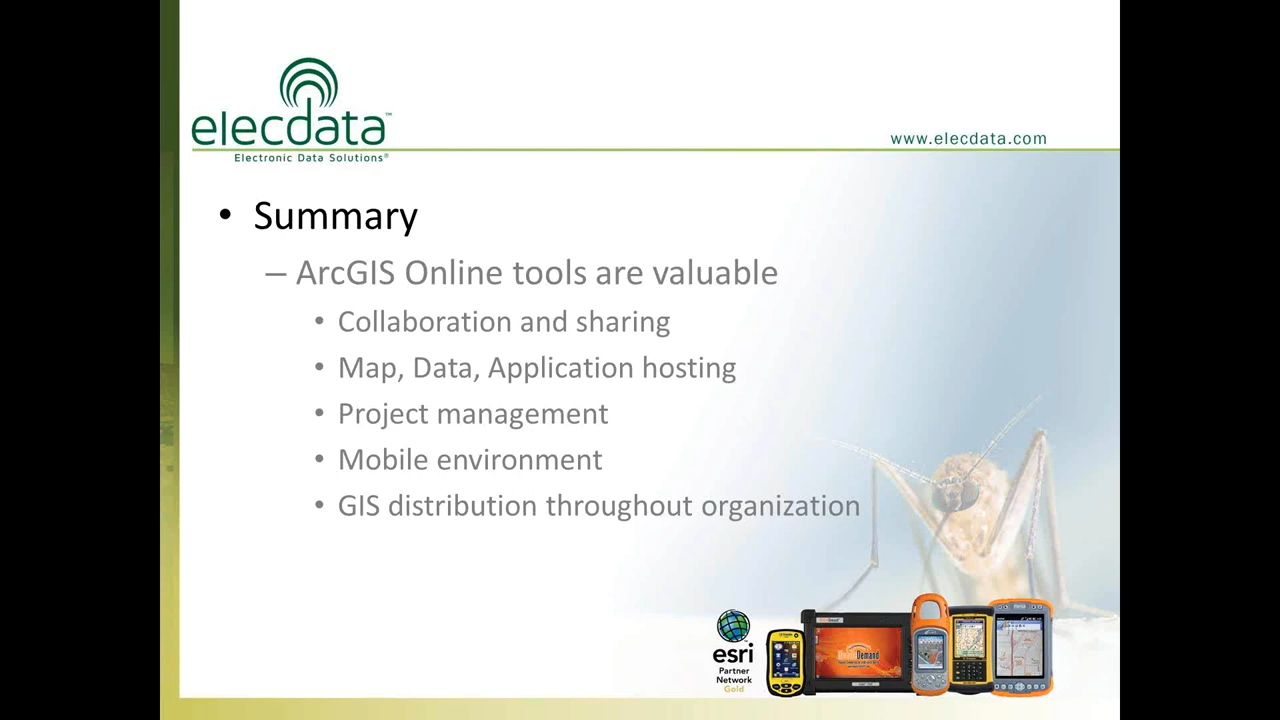 elecdata™
Electronic Data Solutions®
www.elecdata.com
• Summary
– ArcGIS Online tools are valuable
• Collaboration and sharing
• Map, Data, Application hosting
• Project management
• Mobile environment
• GIS distribution throughout organization
esri
Partner
Network
Gold